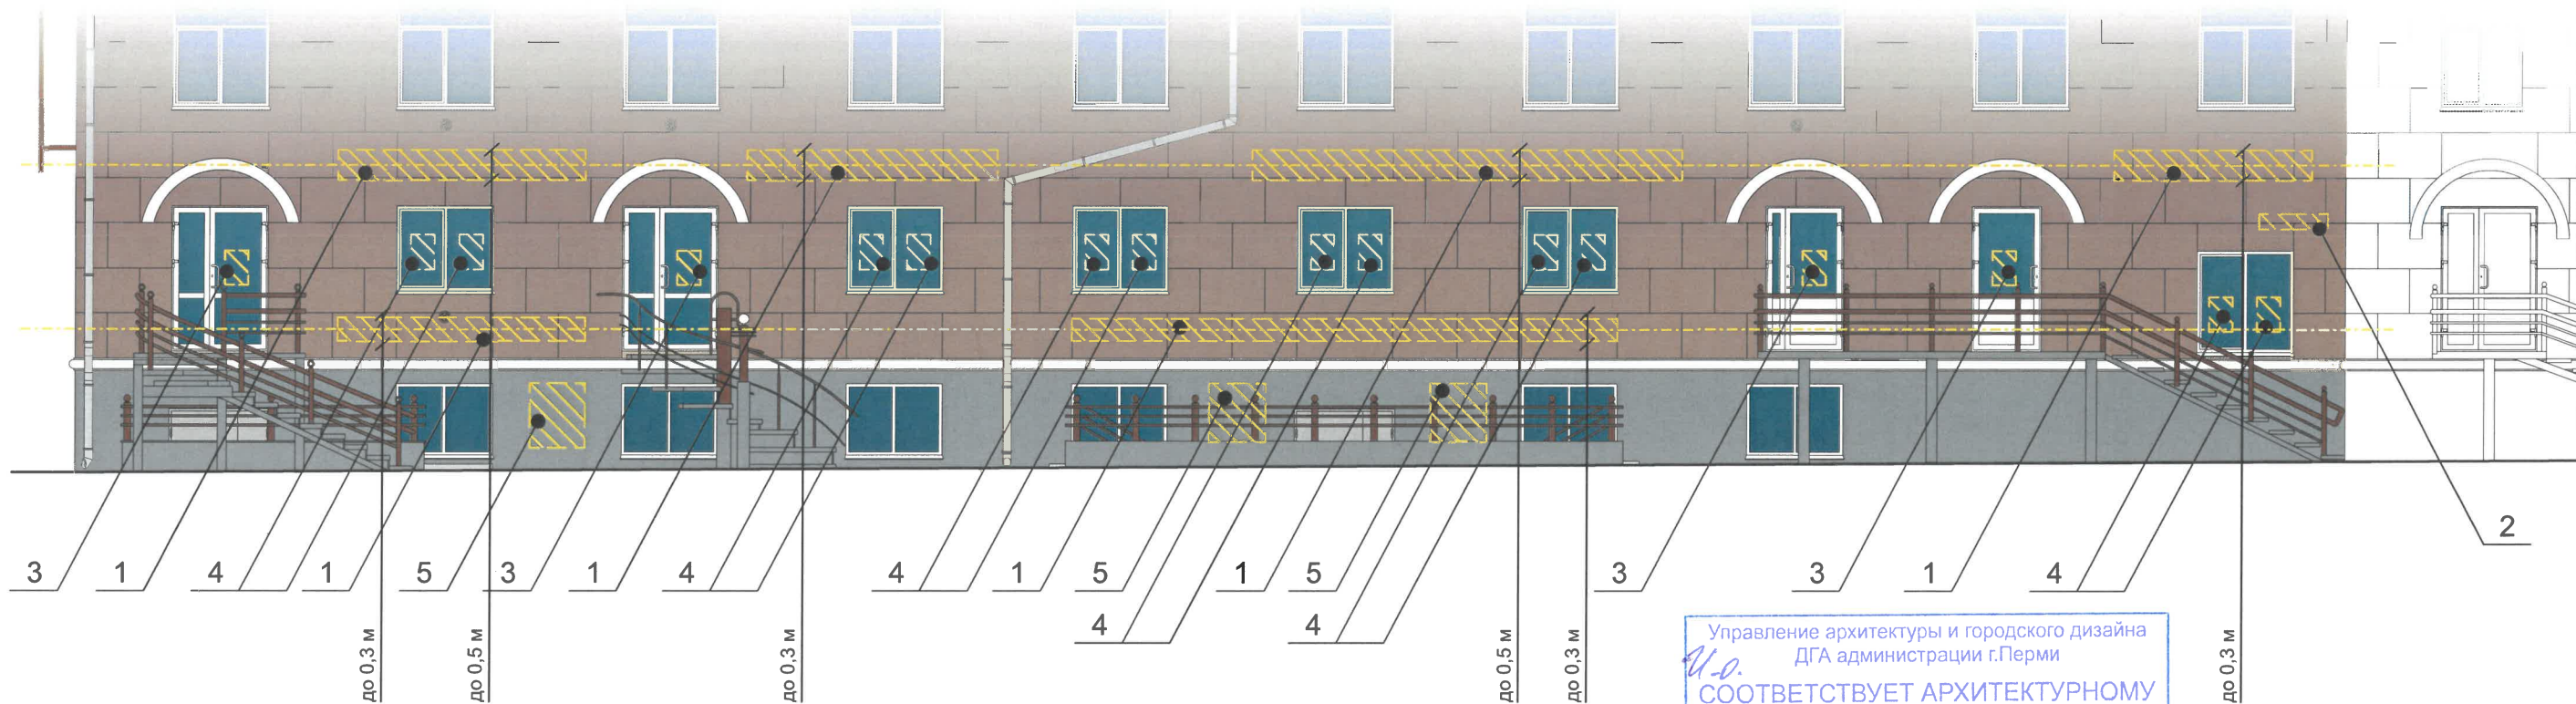 2
3 1 4 1 5 3 1 4 4 1 5 1 5 3 3 1 4
4 4
до 0,3 м
до 0,5 м
до 0,3 м
до 0,5 м
до 0,3 м
до 0,3 м
Управление архитектуры и городского дизайна
ДГА администрации г.Перми
И.о.
СООТВЕТСТВУЕТ АРХИТЕКТУРНОМУ